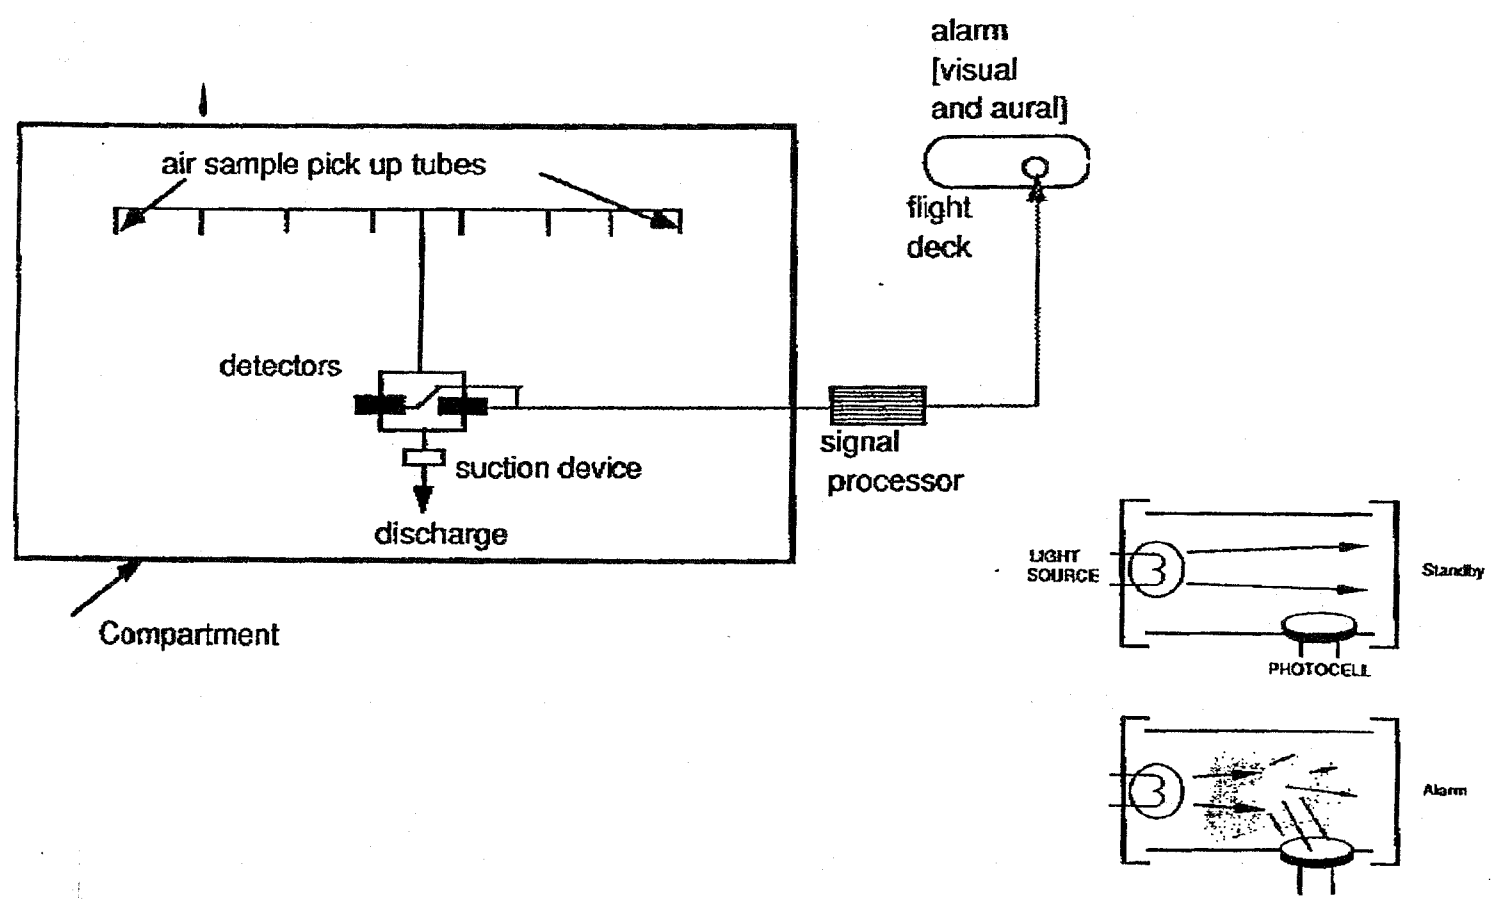 alarm
[visual
and aural]
air sample pick up tubes
flight
deck
detectors
signal
processor
suction device
discharge
Compartment
LIGHT
SOURCE
Standby
PHOTOCELL
Alarm